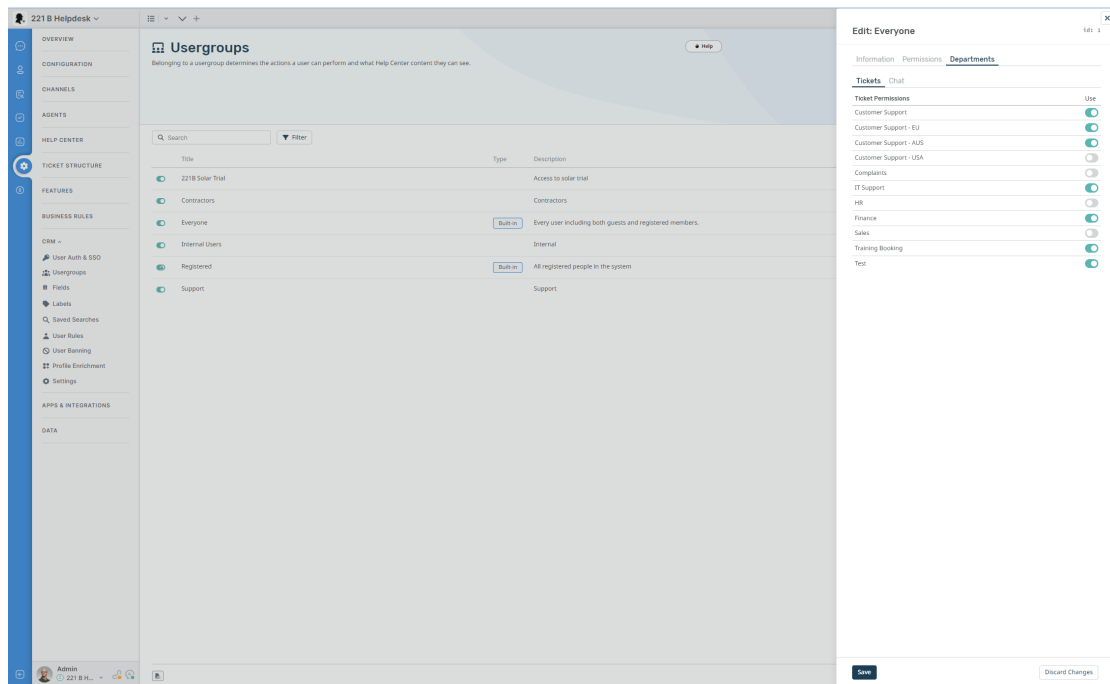 221 B Helpdesk
OVERVIEW
CONFIGURATION
CHANNELS
AGENTS
HELP CENTER
TICKET STRUCTURE
FEATURES
BUSINESS RULES
CRM
User Auth & SSO
Usergroups
Fields
Labels
Saved Searches
User Rules
User Banning
Profile Enrichment
Settings
APPS & INTEGRATIONS
DATA
Admin
221 B H...
Usergroups
Help
Belonging to a usergroup determines the actions a user can perform and what Help Center content they can see.
Search
Filter
Title Type Description
221B Solar Trial Access to solar trial
Contractors Contractors
Everyone Built-in Every user including both guests and registered members.
Internal Users Internal
Registered Built-in All registered people in the system
Support Support
Edit: Everyone
Information Permissions Departments
Tickets Chat
Ticket Permissions Use
Customer Support
Customer Support - EU
Customer Support - AUS
Customer Support - USA
Complaints
IT Support
HR
Finance
Sales
Training Booking
Test
Save Discard Changes